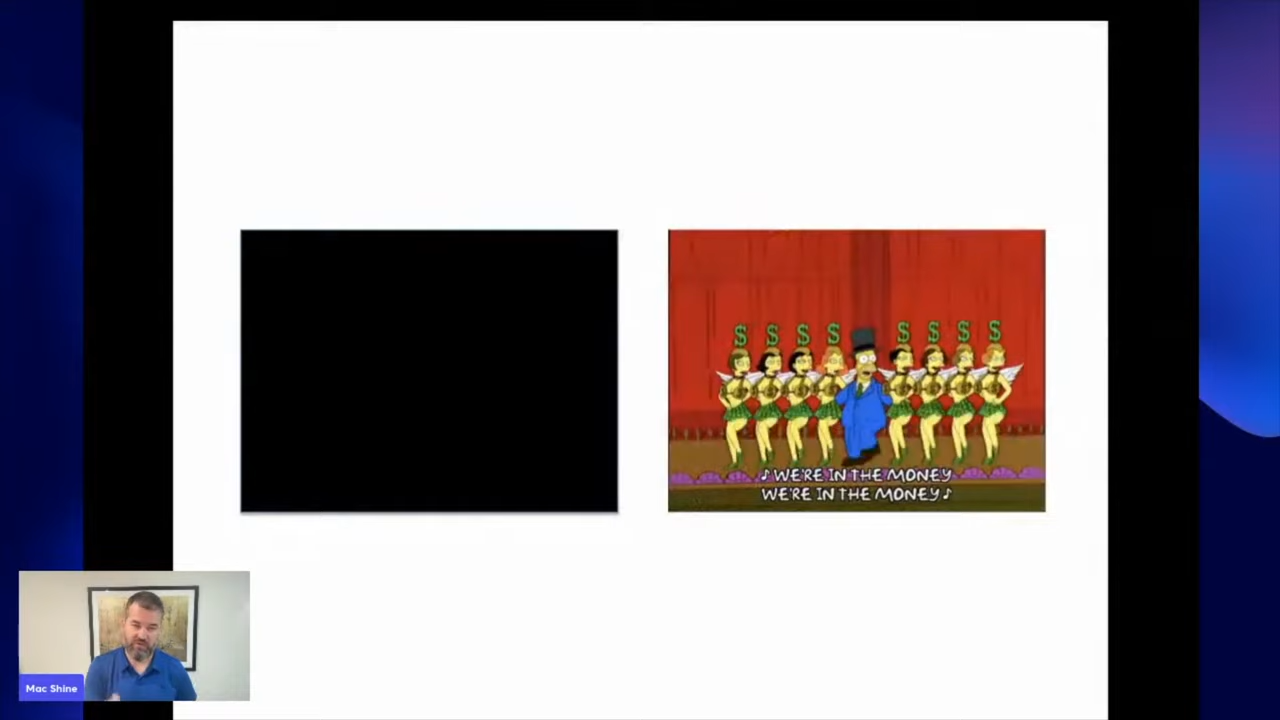 $ $ $ $ $ $ $ $
♪ WE'RE IN THE MONEY
WE'RE IN THE MONEY ♪
Mac Shine